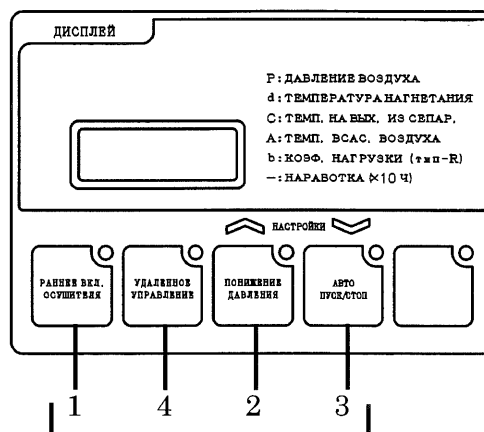 ДИСПЛЕЙ
P: ДАВЛЕНИЕ ВОЗДУХА
d: ТЕМПЕРАТУРА НАГНЕТАНИЯ
C: ТЕМП. НА ВЫХ. ИЗ СЕПАР.
A: ТЕМП. ВСАС. ВОЗДУХА
b: КОЭФ. НАГРУЗКИ (тип-R)
–: НАРАБОТКА (×10 Ч)
НАСТРОЙКИ
РАННЕЕ ВКЛ.
ОСУШИТЕЛЯ
УДАЛЕННОЕ
УПРАВЛЕНИЕ
ПОНИЖЕНИЕ
ДАВЛЕНИЯ
АВТО
ПУСК/СТОП
1 4 2 3